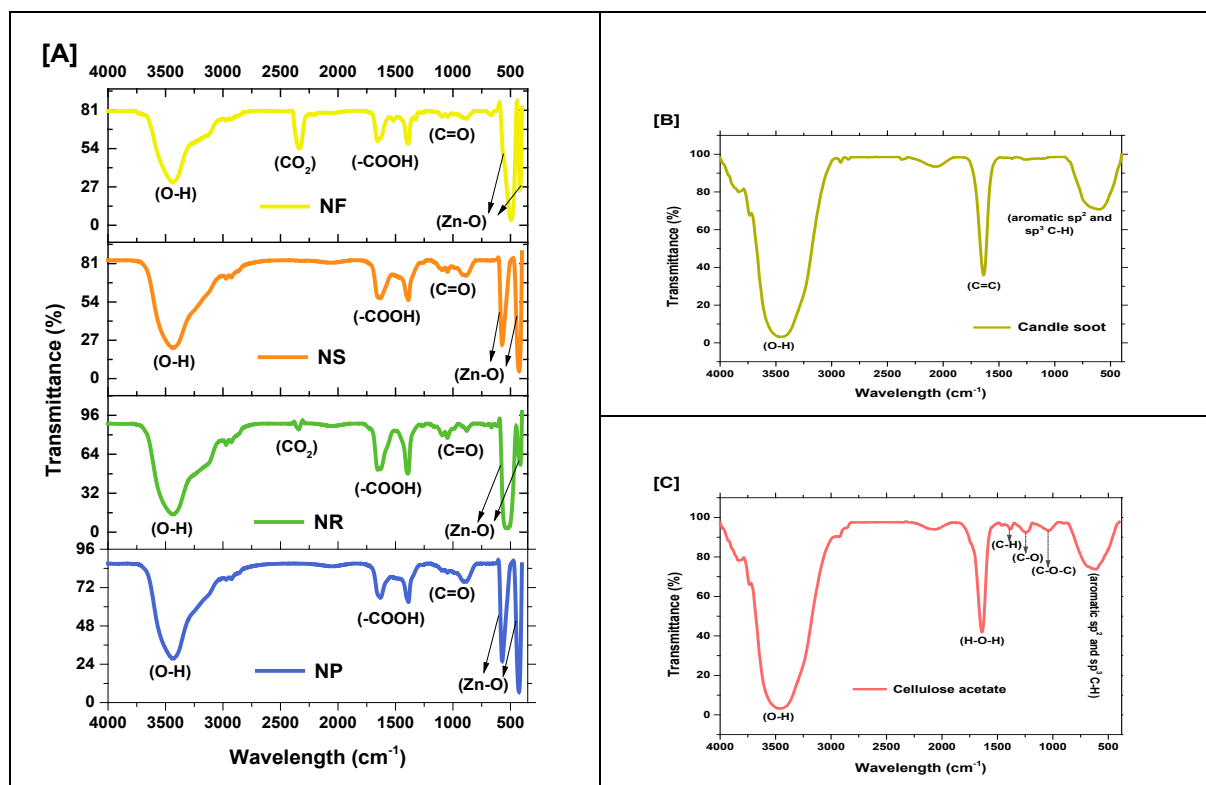 [A]
4000 3500 3000 2500 2000 1500 1000 500
Transmittance (%)
81
54
27
0
(O-H)
(CO₂)
(-COOH)
(C=O)
(Zn-O)
NF
81
54
27
0
(O-H)
(-COOH)
(C=O)
(Zn-O)
NS
96
64
32
0
(O-H)
(CO₂)
(-COOH)
(C=O)
(Zn-O)
NR
96
72
48
24
0
(O-H)
(-COOH)
(C=O)
(Zn-O)
NP
4000 3500 3000 2500 2000 1500 1000 500
Wavelength (cm⁻¹)
[B]
Transmittance (%)
100
80
60
40
20
0
(O-H)
(C=C)
(aromatic sp² and
sp³ C-H)
Candle soot
4000 3500 3000 2500 2000 1500 1000 500
Wavelength (cm⁻¹)
[C]
Transmittance (%)
100
80
60
40
20
0
(O-H)
(H-O-H)
(C-H)
(C-O)
(C-O-C)
(aromatic sp² and sp³ C-H)
Cellulose acetate
4000 3500 3000 2500 2000 1500 1000 500
Wavelength (cm⁻¹)